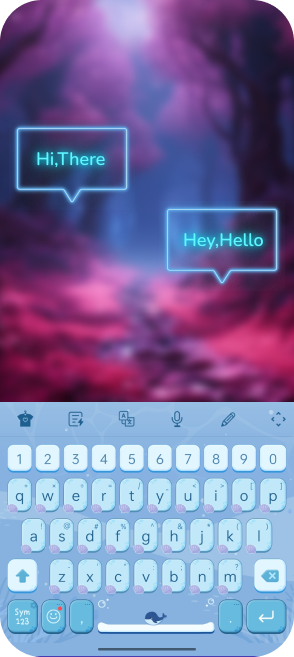 Hi,There
Hey,Hello
1 2 3 4 5 6 7 8 9 0
q w e r t y u i o p
a s d f g h j k l
z x c v b n m
Sym
123
, .